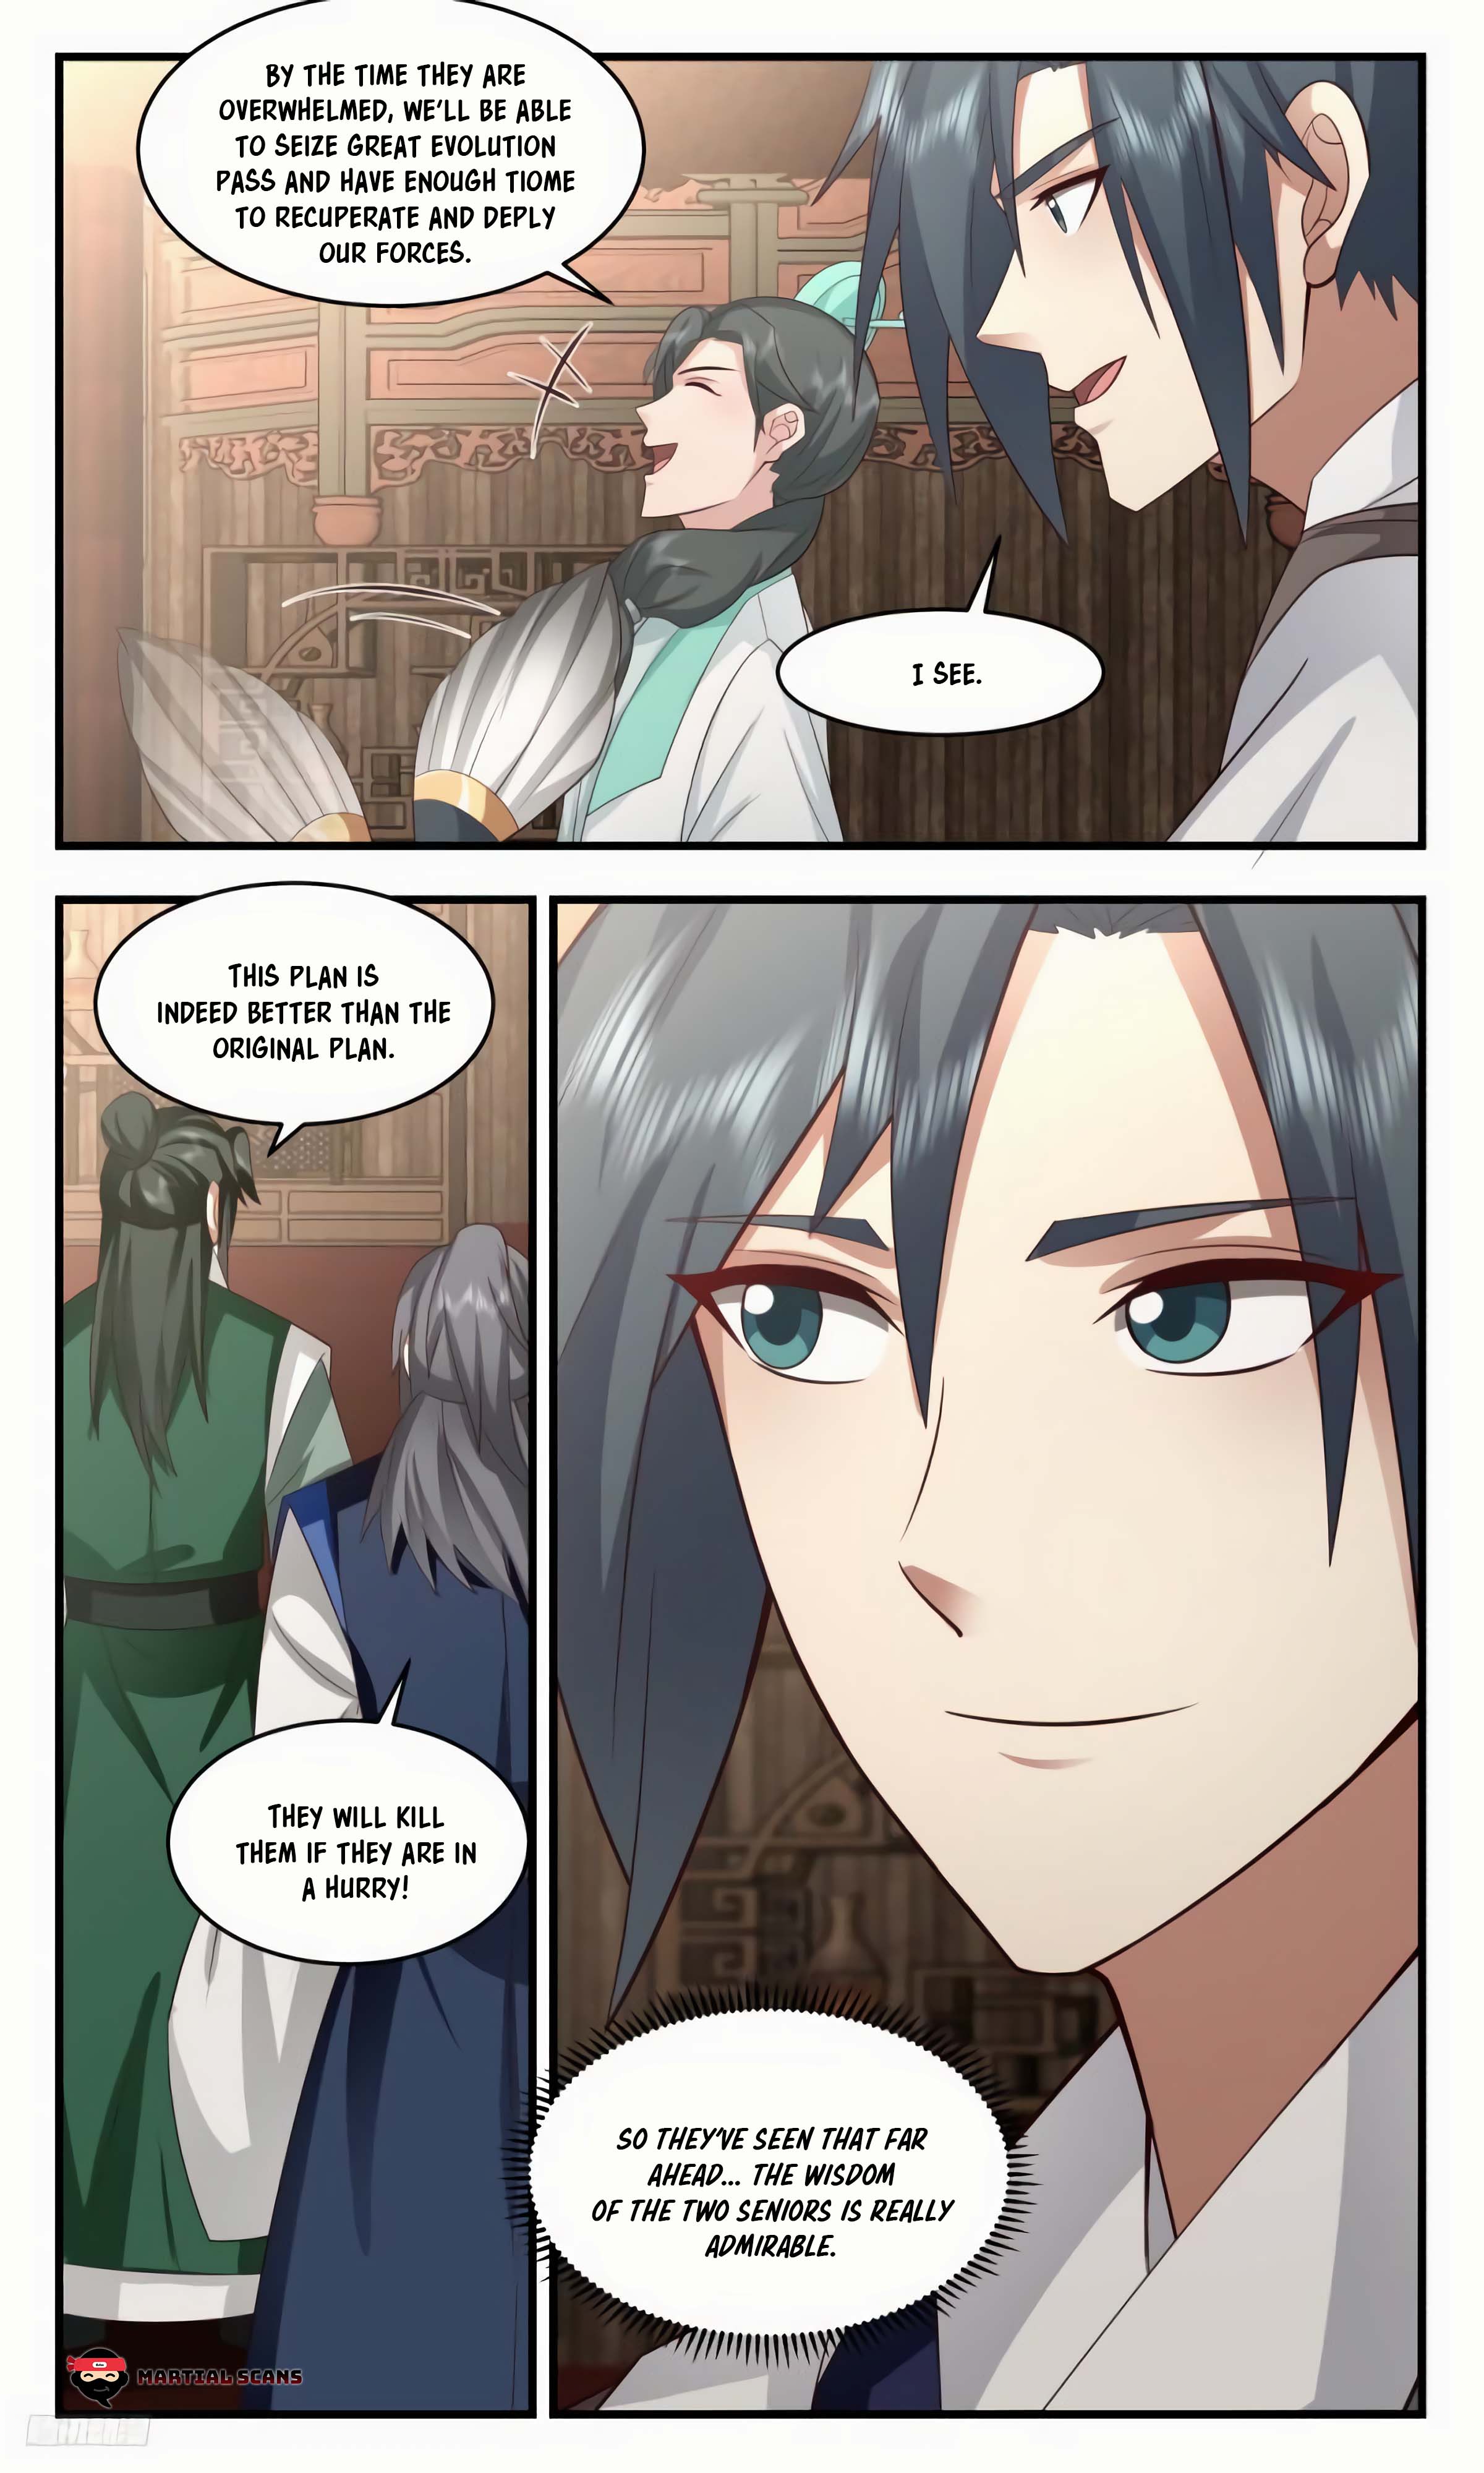 BY THE TIME THEY ARE
OVERWHELMED, WE'LL BE ABLE
TO SEIZE GREAT EVOLUTION
PASS AND HAVE ENOUGH TIOME
TO RECUPERATE AND DEPLY
OUR FORCES.
I SEE.
THIS PLAN IS
INDEED BETTER THAN THE
ORIGINAL PLAN.
THEY WILL KILL
THEM IF THEY ARE IN
A HURRY!
SO THEY'VE SEEN THAT FAR
AHEAD... THE WISDOM
OF THE TWO SENIORS IS REALLY
ADMIRABLE.
MARTIAL SCANS